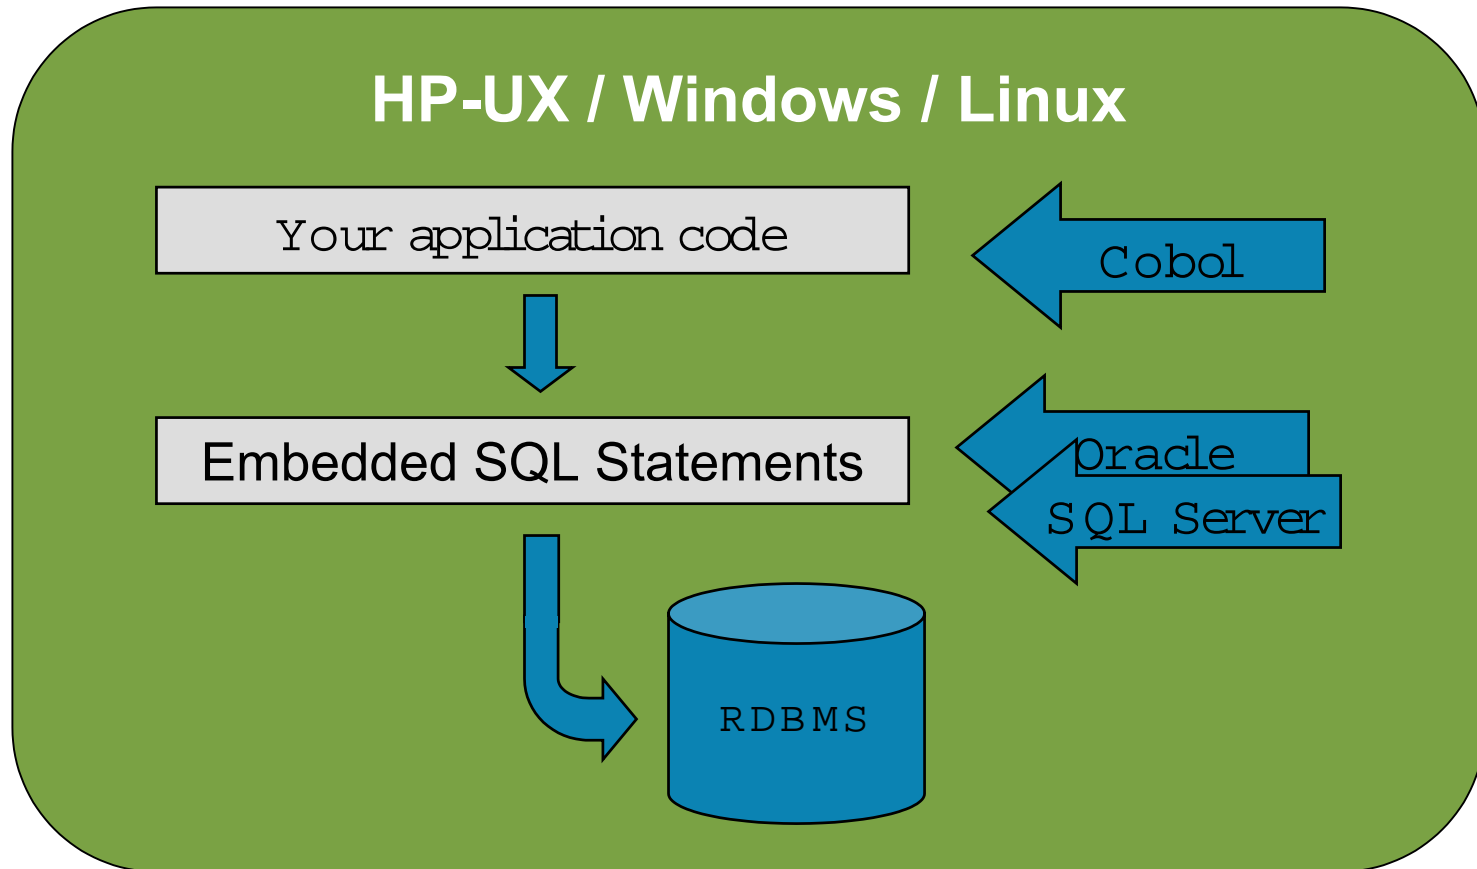 HP-UX / Windows / Linux
Your application code
Cobol
Embedded SQL Statements
Oracle
SQL Server
RDBMS